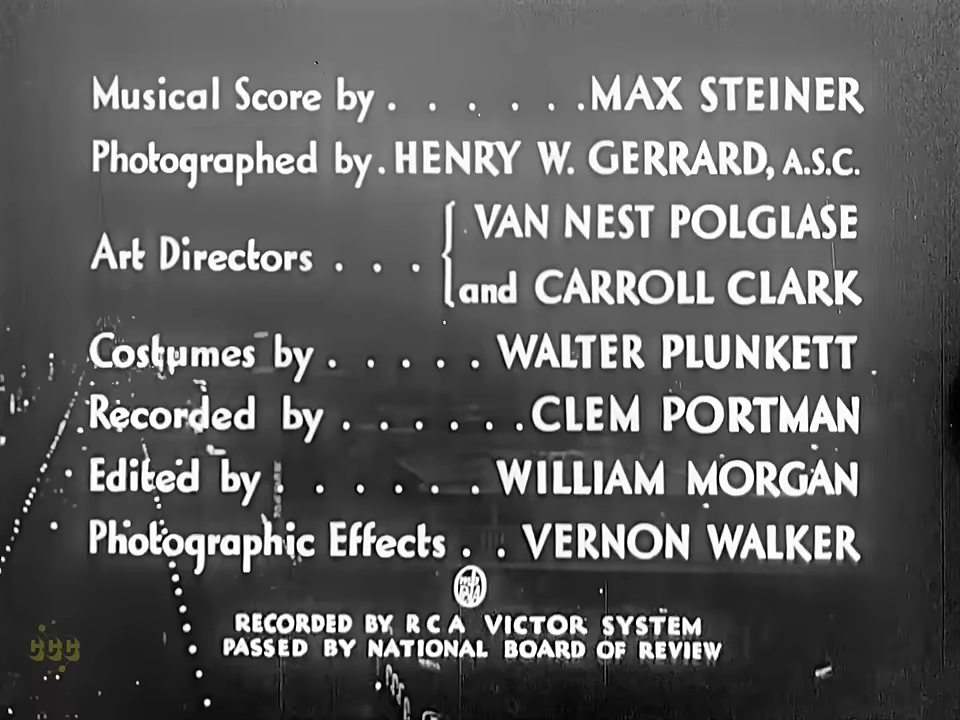 Musical Score by . . . . . . MAX STEINER
Photographed by . HENRY W. GERRARD, A.S.C.
Art Directors . . . { VAN NEST POLGLASE
and CARROLL CLARK
Costumes by . . . . . WALTER PLUNKETT
Recorded by . . . . . . CLEM PORTMAN
Edited by . . . . . . . WILLIAM MORGAN
Photographic Effects . . VERNON WALKER
RECORDED BY RCA VICTOR SYSTEM
PASSED BY NATIONAL BOARD OF REVIEW
CCC